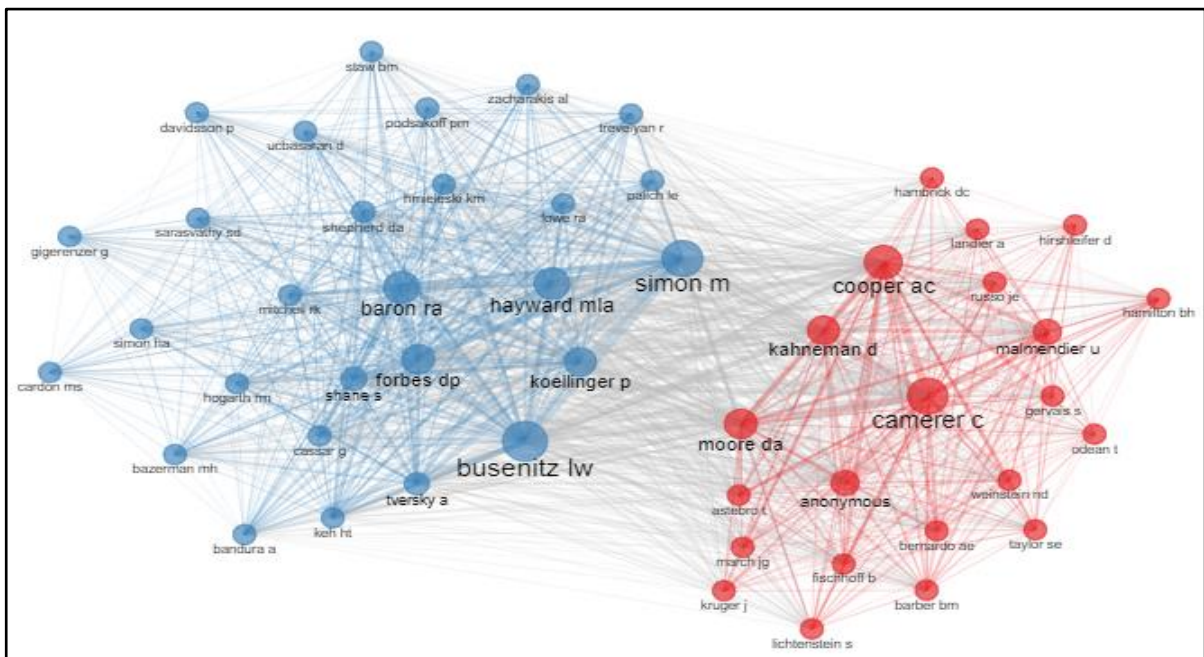 staw bm
zacharakis al
davidsson p
podsakoff pm
trevelyan r
ucbasaran d
hmieleski km
palich le
hambrick dc
lowe ra
sarasvathy sd
shepherd da
gigerenzer g
landier a
hirshleifer d
simon m
cooper ac
russo je
baron ra
hayward mla
mitchell rk
hamilton bh
simon ha
kahneman d
malmendier u
cardon ms
hogarth rm
shane s
forbes dp
koellinger p
gervais s
camerer c
cassar g
moore da
odean t
bazerman mh
busenitz lw
tversky a
astebro t
anonymous
weinstein nd
keh ht
bandura a
march jg
bernardo ae
taylor se
fischhoff b
kruger j
barber bm
lichtenstein s